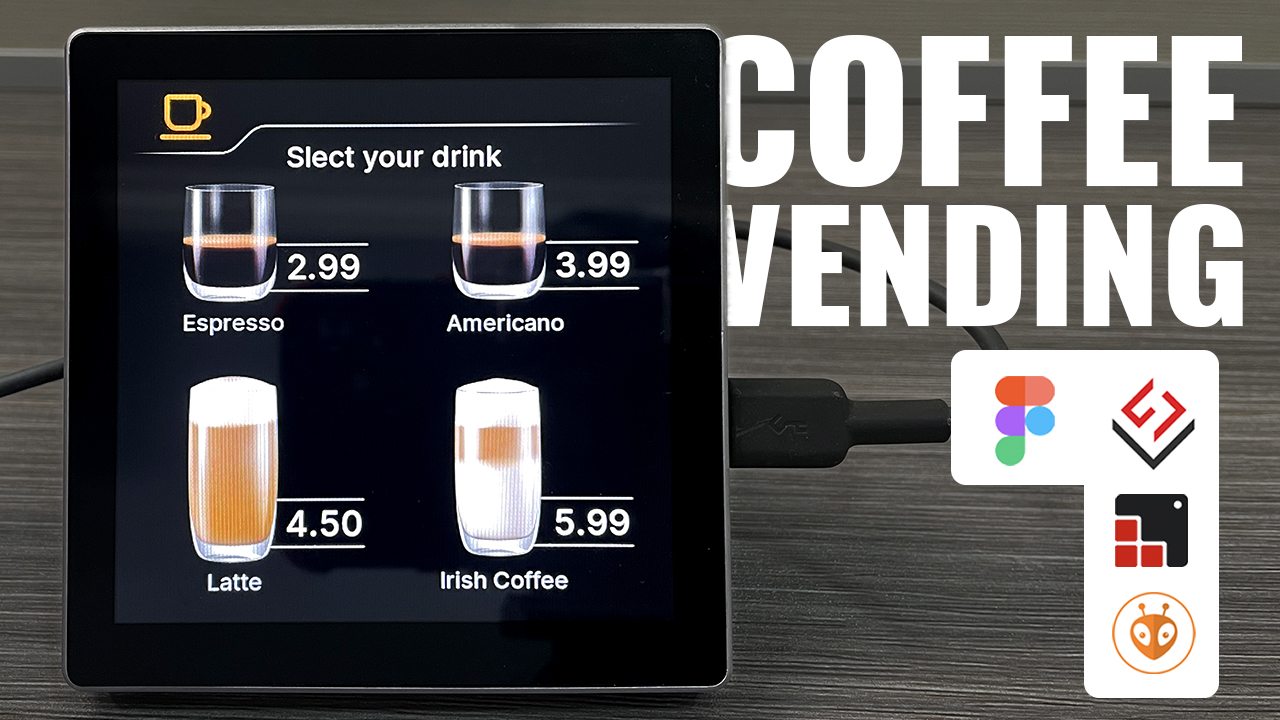 COFFEE
VENDING
Slect your drink
2.99
3.99
Espresso
Americano
4.50
5.99
Latte
Irish Coffee